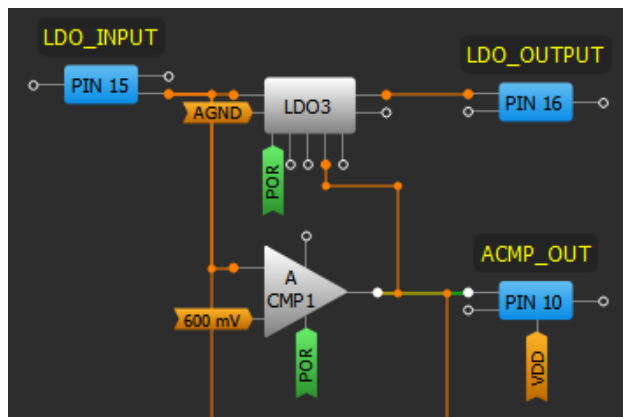 LDO_INPUT
LDO_OUTPUT
PIN 15
LDO3
PIN 16
AGND
POR
A
CMP1
ACMP_OUT
PIN 10
600 mV
POR
VDD